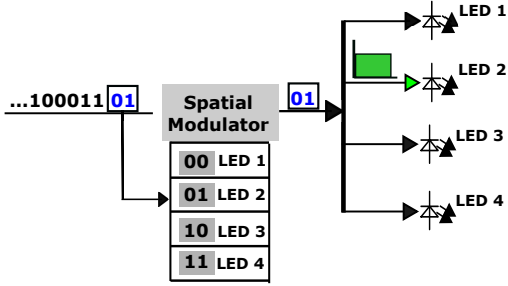 ...100011 01
Spatial
Modulator
00 LED 1
01 LED 2
10 LED 3
11 LED 4
01
LED 1
LED 2
LED 3
LED 4